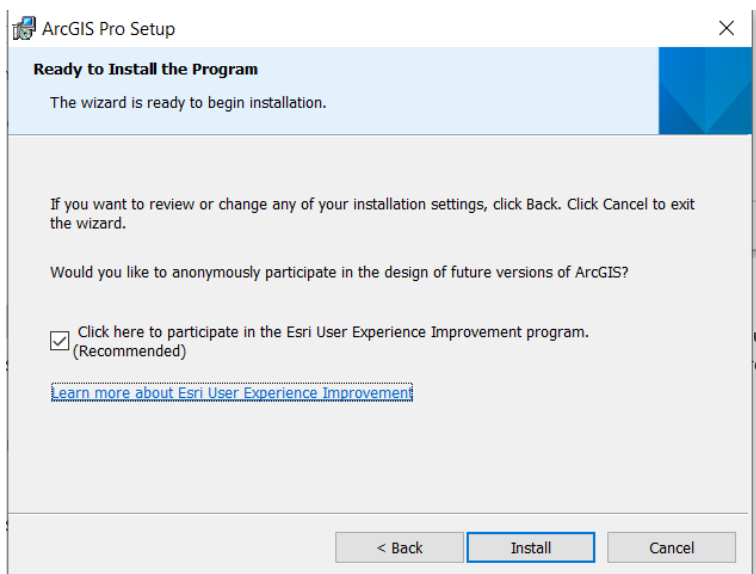 ArcGIS Pro Setup
Ready to Install the Program
The wizard is ready to begin installation.
If you want to review or change any of your installation settings, click Back. Click Cancel to exit
the wizard.
Would you like to anonymously participate in the design of future versions of ArcGIS?
Click here to participate in the Esri User Experience Improvement program.
(Recommended)
Learn more about Esri User Experience Improvement
< Back
Install
Cancel